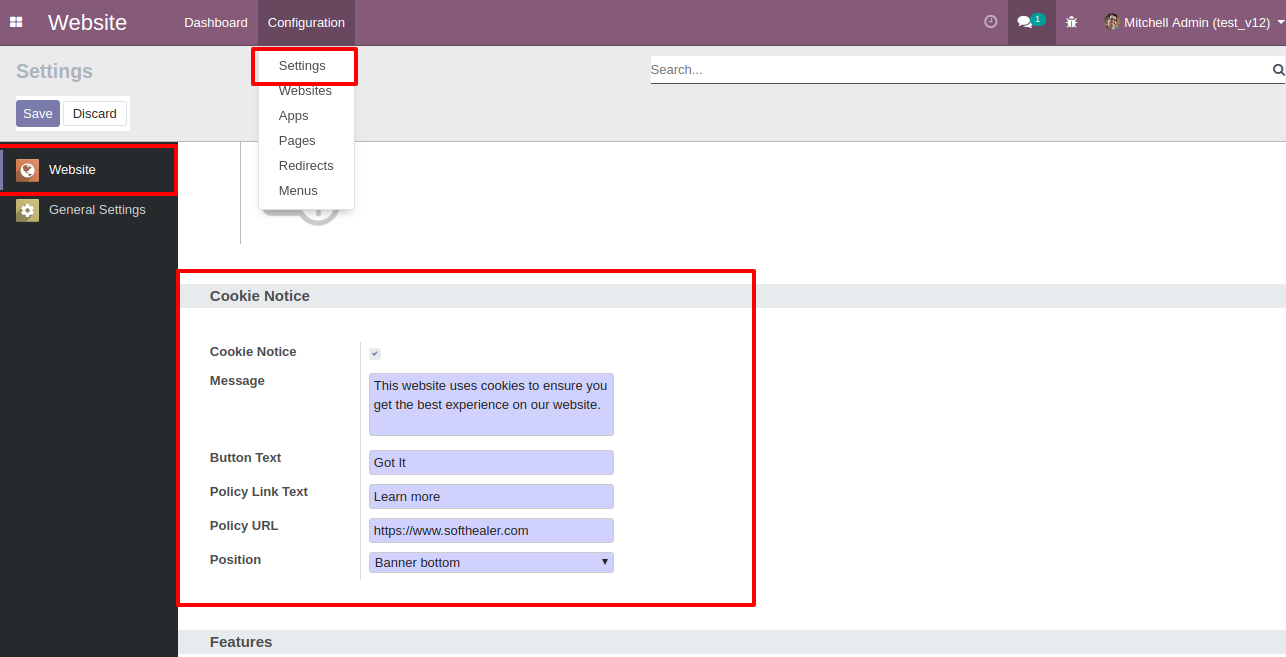 Website
Dashboard
Configuration
1
Mitchell Admin (test_v12)
Settings
Search...
Save
Discard
Settings
Websites
Apps
Pages
Redirects
Menus
Website
General Settings
Cookie Notice
Cookie Notice
Message
This website uses cookies to ensure you
get the best experience on our website.
Button Text
Got It
Policy Link Text
Learn more
Policy URL
https://www.softhealer.com
Position
Banner bottom
Features